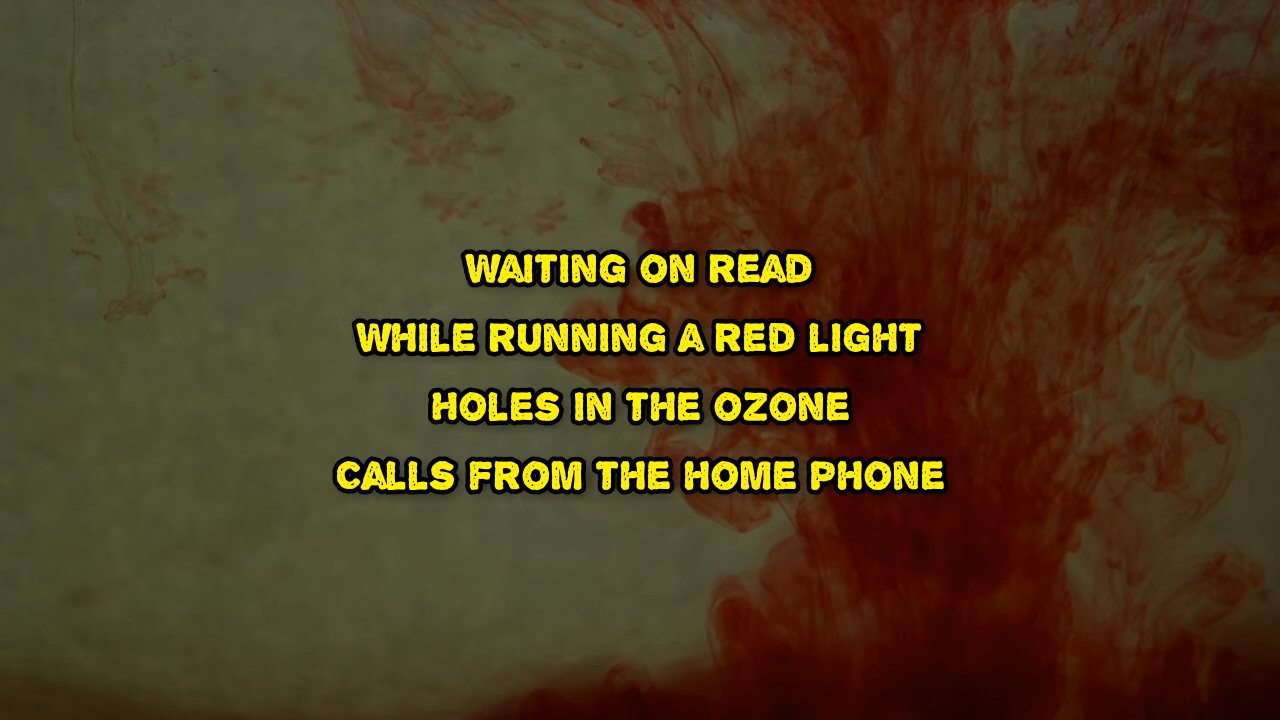 WAITING ON READ
WHILE RUNNING A RED LIGHT
HOLES IN THE OZONE
CALLS FROM THE HOME PHONE